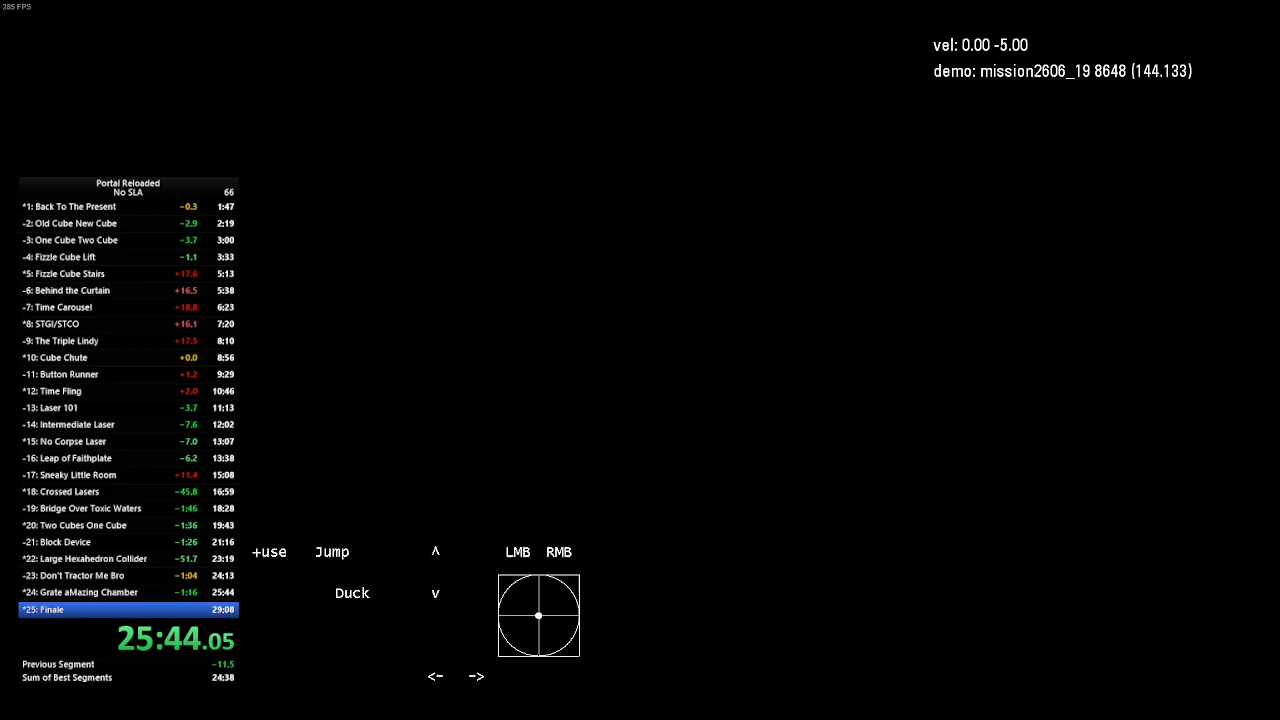 285 FPS
vel: 0.00 -5.00
demo: mission2606_19 8648 (144.133)
Portal Reloaded
No SLA 66
*1: Back To The Present −0.3 1:47
-2: Old Cube New Cube −2.9 2:19
-3: One Cube Two Cube −3.7 3:00
-4: Fizzle Cube Lift −1.1 3:33
*5: Fizzle Cube Stairs +17.6 5:13
-6: Behind the Curtain +16.5 5:38
-7: Time Carousel +18.8 6:23
*8: STGI/STCO +16.1 7:20
-9: The Triple Lindy +17.5 8:10
*10: Cube Chute +0.0 8:56
-11: Button Runner +1.2 9:29
*12: Time Fling +2.0 10:46
-13: Laser 101 −3.7 11:13
-14: Intermediate Laser −7.6 12:02
*15: No Corpse Laser −7.0 13:07
-16: Leap of Faithplate −6.2 13:38
-17: Sneaky Little Room +11.4 15:08
*18: Crossed Lasers −45.8 16:59
-19: Bridge Over Toxic Waters −1:46 18:28
*20: Two Cubes One Cube −1:36 19:43
-21: Block Device −1:26 21:16
*22: Large Hexahedron Collider −51.7 23:19
-23: Don't Tractor Me Bro −1:04 24:13
*24: Grate aMazing Chamber −1:16 25:44
*25: Finale 29:08
25:44.05
Previous Segment −11.5
Sum of Best Segments 24:38
+use Jump ^ LMB RMB
Duck v
<- ->